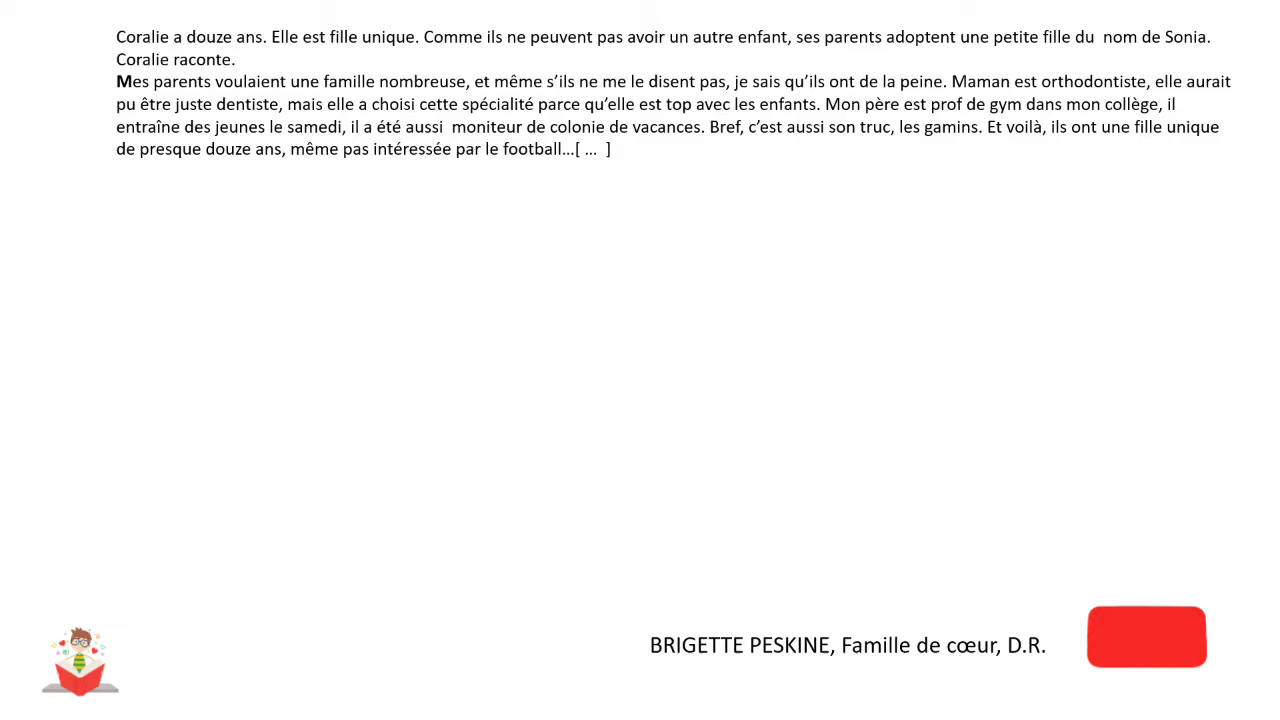 Coralie a douze ans. Elle est fille unique. Comme ils ne peuvent pas avoir un autre enfant, ses parents adoptent une petite fille du  nom de Sonia.
Coralie raconte.
Mes parents voulaient une famille nombreuse, et même s’ils ne me le disent pas, je sais qu’ils ont de la peine. Maman est orthodontiste, elle aurait
pu être juste dentiste, mais elle a choisi cette spécialité parce qu’elle est top avec les enfants. Mon père est prof de gym dans mon collège, il
entraîne des jeunes le samedi, il a été aussi  moniteur de colonie de vacances. Bref, c’est aussi son truc, les gamins. Et voilà, ils ont une fille unique
de presque douze ans, même pas intéressée par le football...[ ...  ]
BRIGETTE PESKINE, Famille de cœur, D.R.